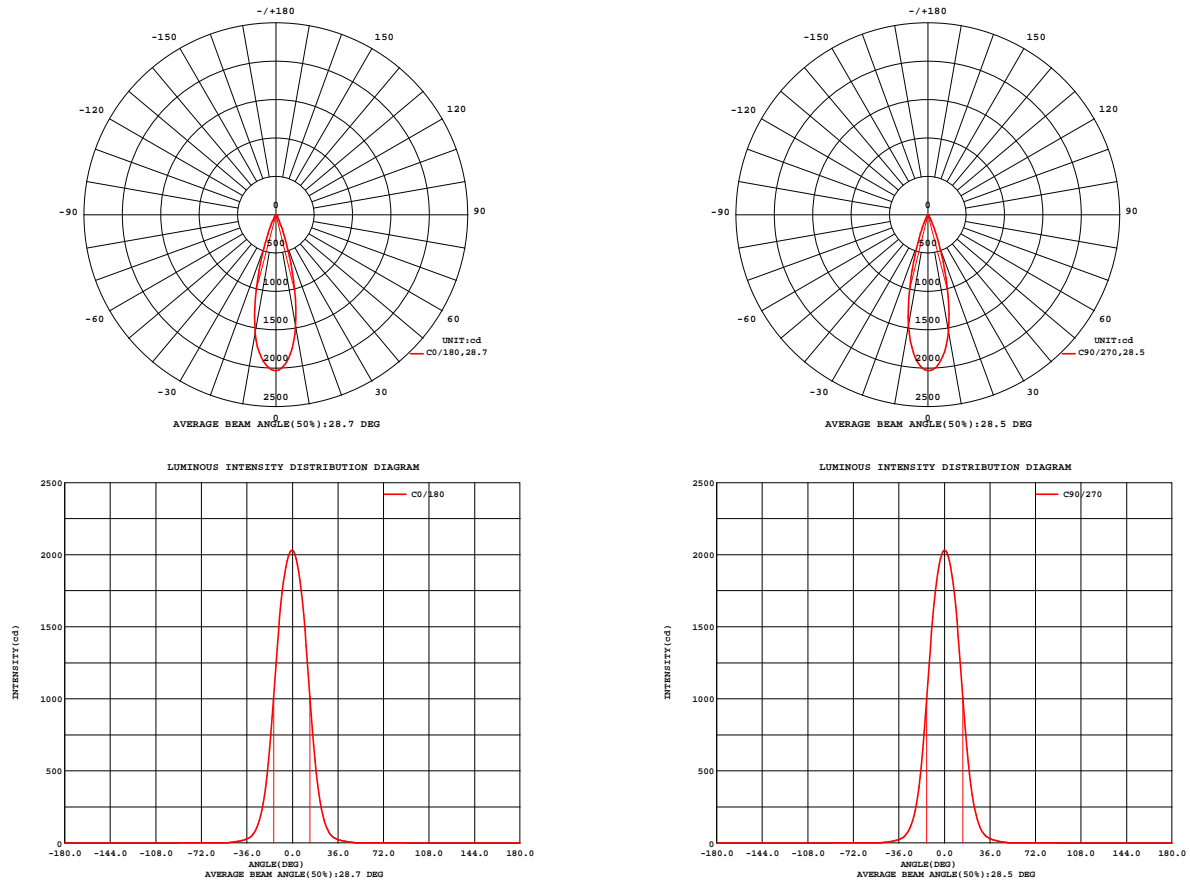 -/+180
-150 150
-120 120
-90 90
-60 60
-30 30
0
500
1000
1500
2000
2500
0
UNIT:cd
C0/180,28.7
AVERAGE BEAM ANGLE(50%):28.7 DEG
-/+180
-150 150
-120 120
-90 90
-60 60
-30 30
0
500
1000
1500
2000
2500
0
UNIT:cd
C90/270,28.5
AVERAGE BEAM ANGLE(50%):28.5 DEG
LUMINOUS INTENSITY DISTRIBUTION DIAGRAM
C0/180
INTENSITY(cd)
2500
2000
1500
1000
500
0
-180.0 -144.0 -108.0 -72.0 -36.0 0.0 36.0 72.0 108.0 144.0 180.0
ANGLE(DEG)
AVERAGE BEAM ANGLE(50%):28.7 DEG
LUMINOUS INTENSITY DISTRIBUTION DIAGRAM
C90/270
INTENSITY(cd)
2500
2000
1500
1000
500
0
-180.0 -144.0 -108.0 -72.0 -36.0 0.0 36.0 72.0 108.0 144.0 180.0
ANGLE(DEG)
AVERAGE BEAM ANGLE(50%):28.5 DEG